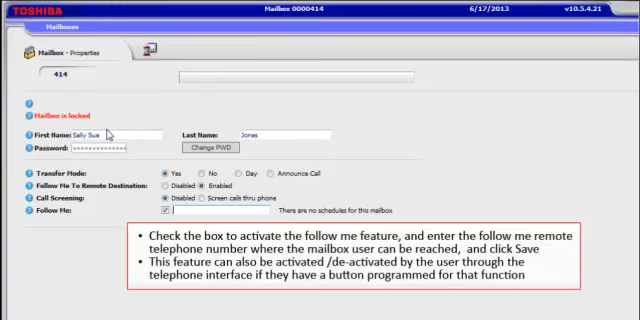 TOSHIBA Mailbox 0000414 6/17/2013 v10.5.4.21
Mailboxes
Mailbox - Properties
414
Mailbox is locked
First Name: Sally Sue Last Name: Jones
Password: ************** Change PWD
Transfer Mode: Yes No Day Announce Call
Follow Me To Remote Destination: Disabled Enabled
Call Screening: Disabled Screen calls thru phone
Follow Me: There are no schedules for this mailbox
• Check the box to activate the follow me feature, and enter the follow me remote
telephone number where the mailbox user can be reached, and click Save
• This feature can also be activated /de-activated by the user through the
telephone interface if they have a button programmed for that function